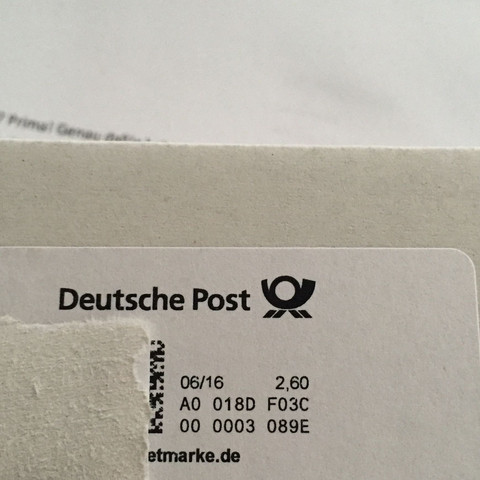 Prima! Genau
Deutsche Post
06/16 2,60
A0 018D F03C
00 0003 089E
etmarke.de